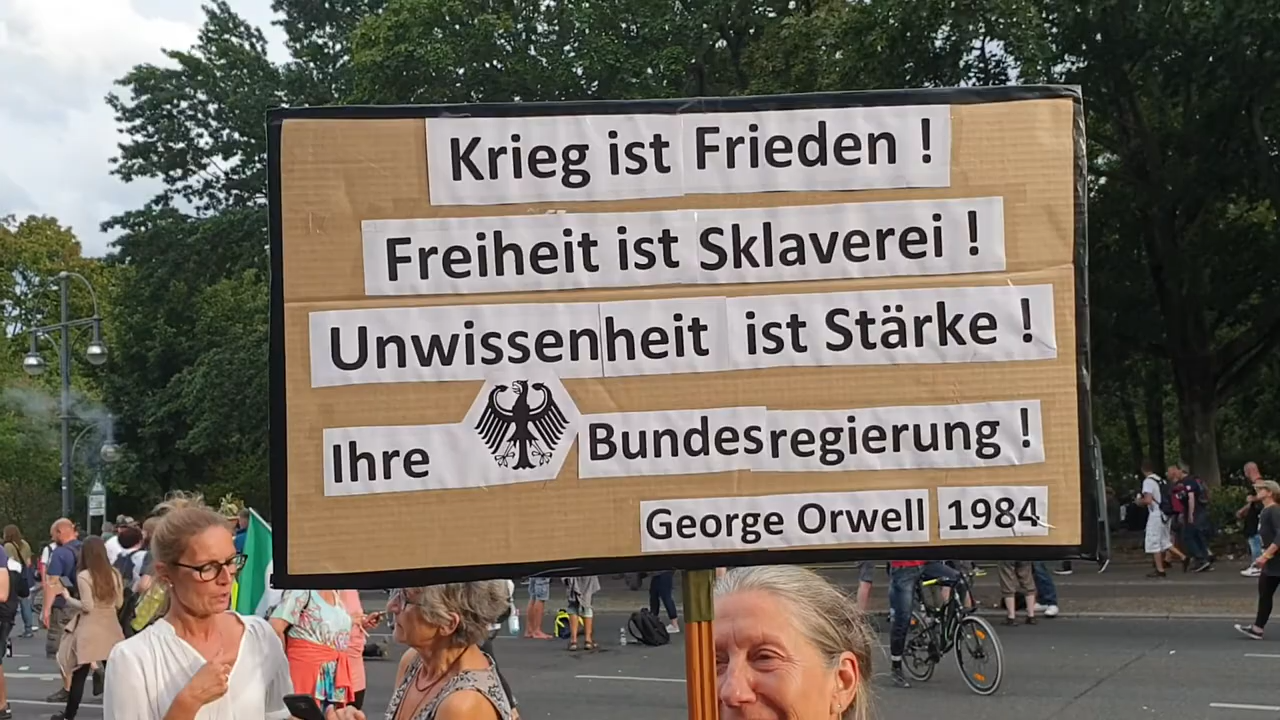 Krieg ist Frieden !
Freiheit ist Sklaverei !
Unwissenheit ist Stärke !
Ihre Bundesregierung !
George Orwell 1984